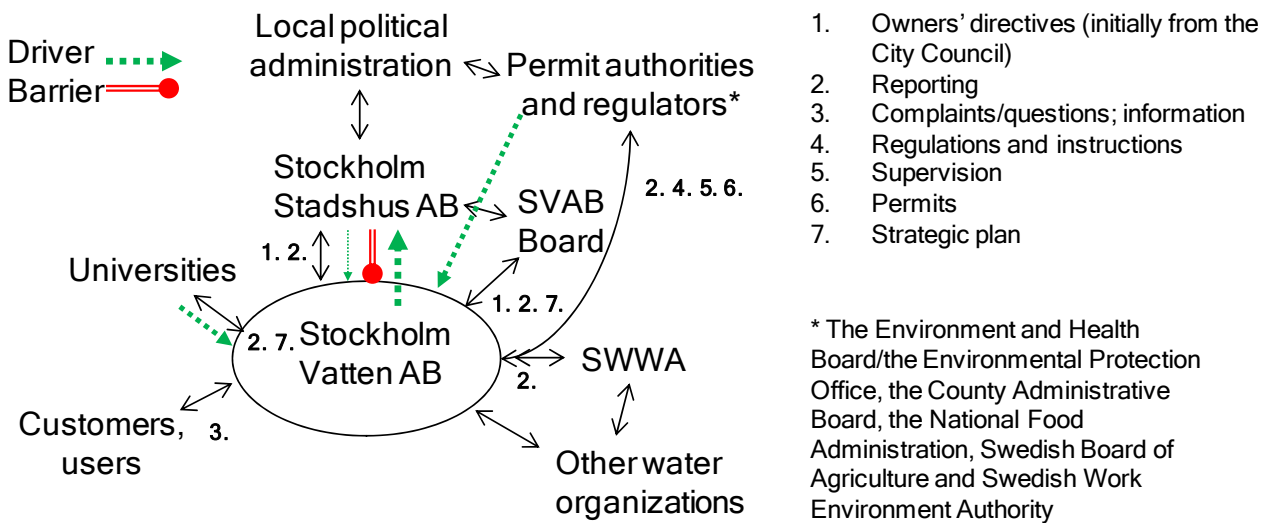 Driver
Barrier
Local political
administration
Permit authorities
and regulators*
Stockholm
Stadshus AB
SVAB
Board
2. 4. 5. 6.
1. 2.
Universities
1. 2. 7.
2. 7.
Stockholm
Vatten AB
2.
SWWA
Customers,
users
3.
Other water
organizations
1. Owners' directives (initially from the
City Council)
2. Reporting
3. Complaints/questions; information
4. Regulations and instructions
5. Supervision
6. Permits
7. Strategic plan
* The Environment and Health
Board/the Environmental Protection
Office, the County Administrative
Board, the National Food
Administration, Swedish Board of
Agriculture and Swedish Work
Environment Authority